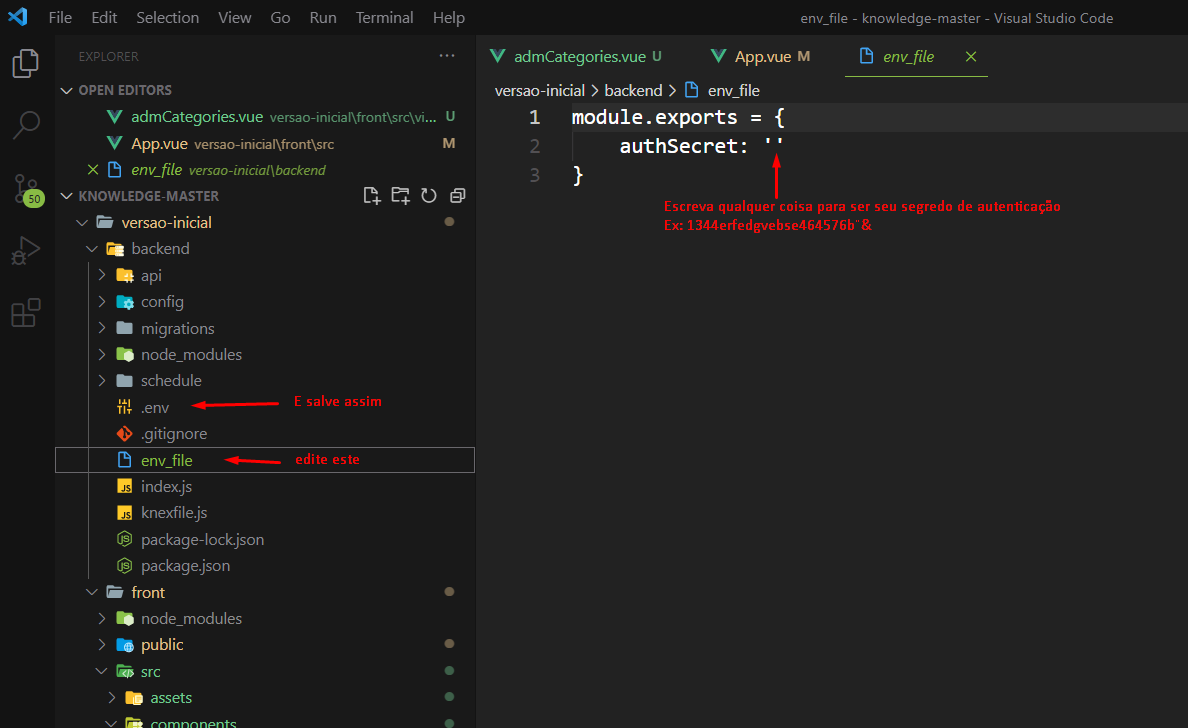 File Edit Selection View Go Run Terminal Help env_file - knowledge-master - Visual Studio Code
EXPLORER ...
OPEN EDITORS
admCategories.vue versao-inicial\front\src\vi... U
App.vue versao-inicial\front\src M
env_file versao-inicial\backend
KNOWLEDGE-MASTER
versao-inicial
backend
api
config
migrations
node_modules
schedule
.env
E salve assim
.gitignore
env_file
edite este
JS index.js
JS knexfile.js
package-lock.json
package.json
front
node_modules
public
src
assets
components
50
admCategories.vue U App.vue M env_file
versao-inicial > backend > env_file
1 module.exports = {
2 authSecret: ''
3 }
Escreva qualquer coisa para ser seu segredo de autenticação
Ex: 1344erfedgvebse464576b"&